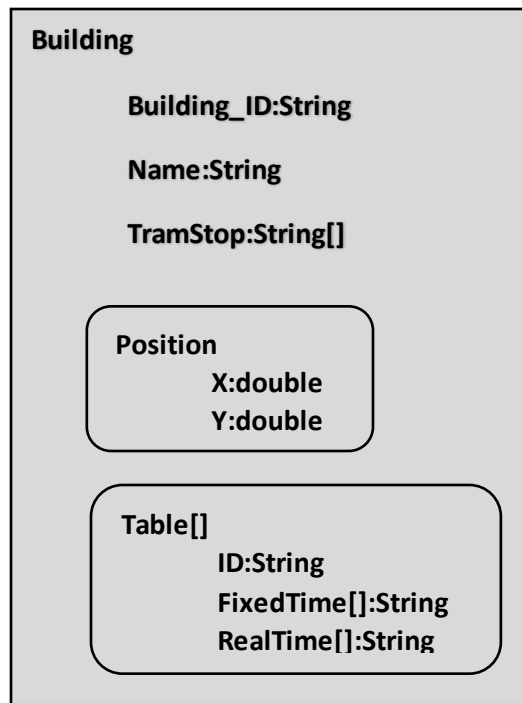 Building
Building_ID:String
Name:String
TramStop:String[]
Position
X:double
Y:double
Table[]
ID:String
FixedTime[]:String
RealTime[]:String